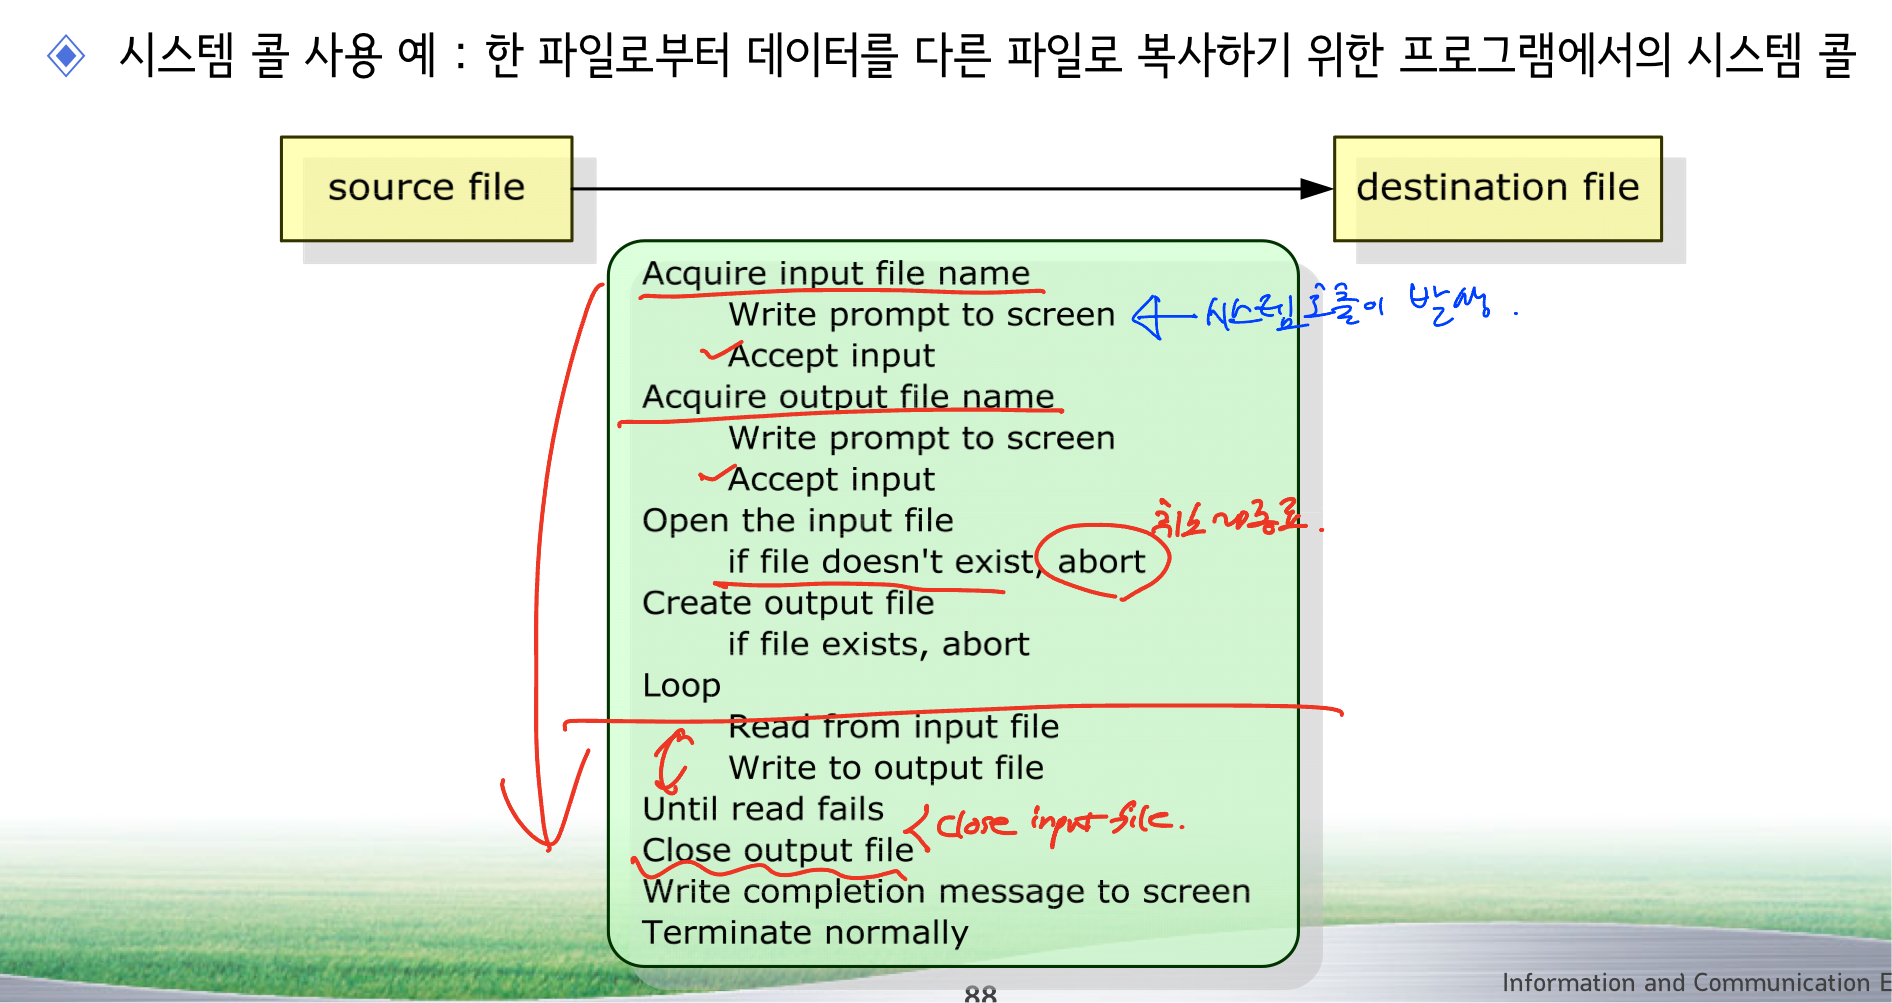 시스템 콜 사용 예 : 한 파일로부터 데이터를 다른 파일로 복사하기 위한 프로그램에서의 시스템 콜
source file
destination file
Acquire input file name
Write prompt to screen
시스템 호출이 발생.
Accept input
Acquire output file name
Write prompt to screen
Accept input
Open the input file
취소 종료.
if file doesn't exist, abort
Create output file
if file exists, abort
Loop
Read from input file
Write to output file
Until read fails
close input file.
Close output file
Write completion message to screen
Terminate normally
88
Information and Communication E